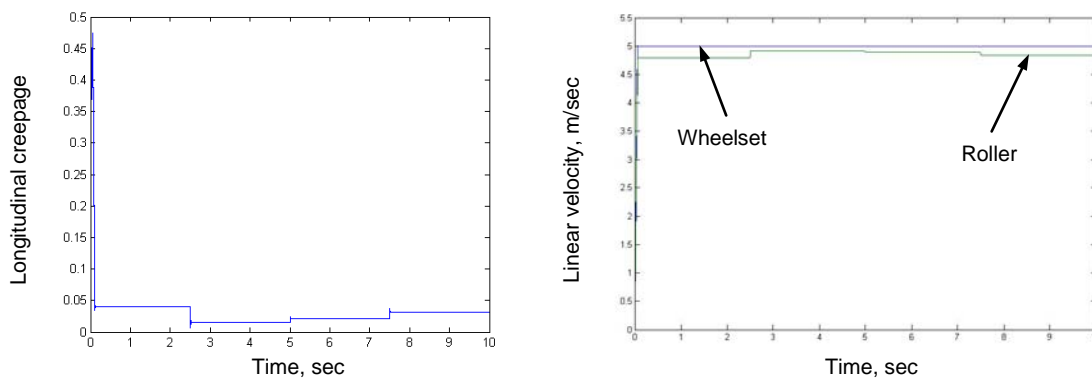 Longitudinal creepage
0.5
0.45
0.4
0.35
0.3
0.25
0.2
0.15
0.1
0.05
0
0 1 2 3 4 5 6 7 8 9 10
Time, sec
Linear velocity, m/sec
5.5
5
4.5
4
3.5
3
2.5
2
1.5
1
0.5
0
Wheelset
Roller
0 1 2 3 4 5 6 7 8 9
Time, sec